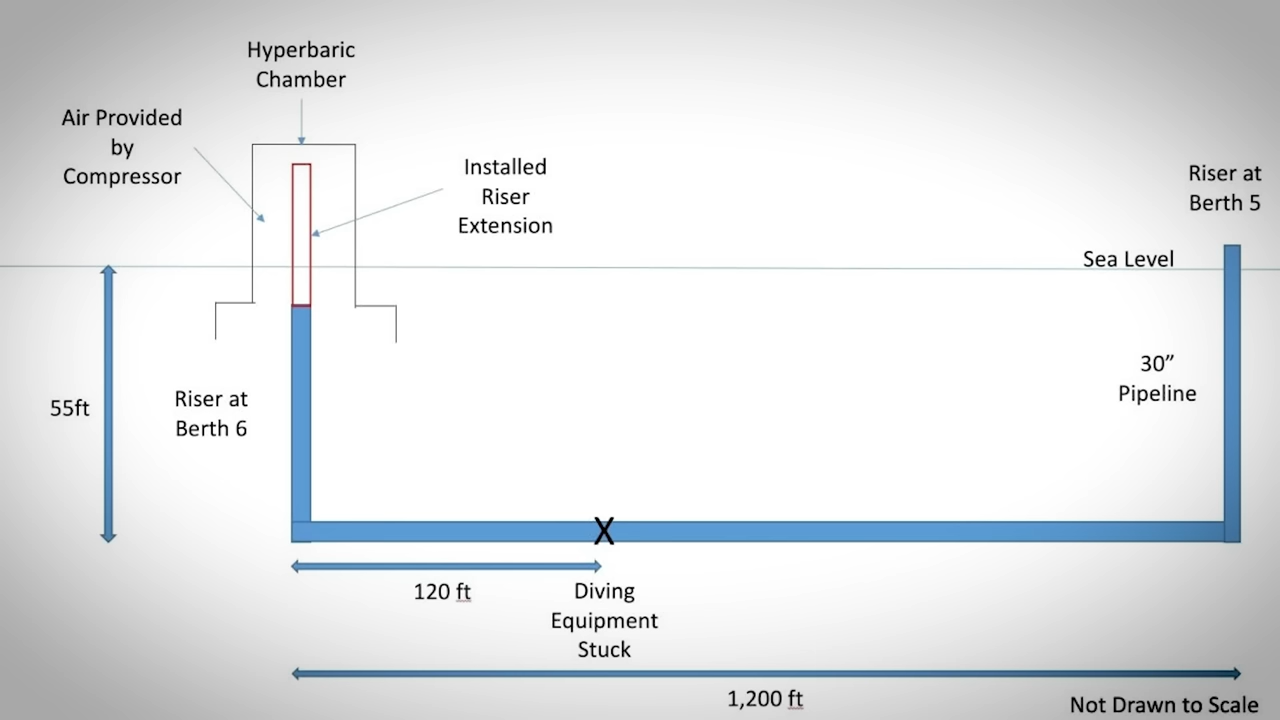 Hyperbaric
Chamber
Air Provided
by
Compressor
Installed
Riser
Extension
Riser at
Berth 5
Sea Level
30”
Pipeline
55ft
Riser at
Berth 6
X
120 ft
Diving
Equipment
Stuck
1,200 ft
Not Drawn to Scale